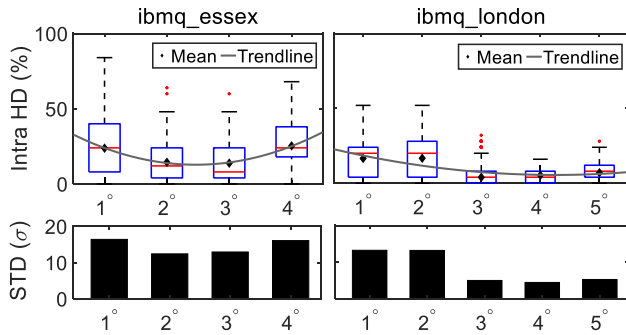 ibmq_essex ibmq_london
Intra HD (%)
100
50
0
Mean Trendline
Mean Trendline
1° 2° 3° 4°
1° 2° 3° 4° 5°
STD (σ)
20
10
0
1° 2° 3° 4°
1° 2° 3° 4° 5°